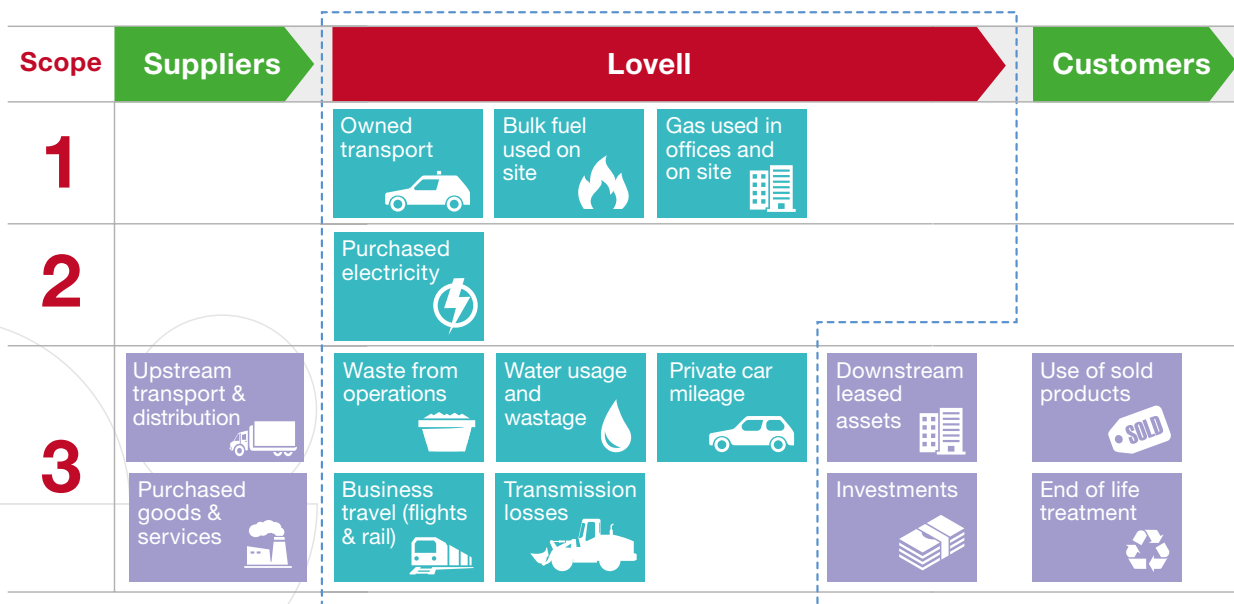 Scope
Suppliers
Lovell
Customers
1
Owned
transport
Bulk fuel
used on
site
Gas used in
offices and
on site
2
Purchased
electricity
3
Upstream
transport &
distribution
Waste from
operations
Water usage
and
wastage
Private car
mileage
Downstream
leased
assets
Use of sold
products
SOLD
Purchased
goods &
services
Business
travel (flights
& rail)
Transmission
losses
Investments
End of life
treatment